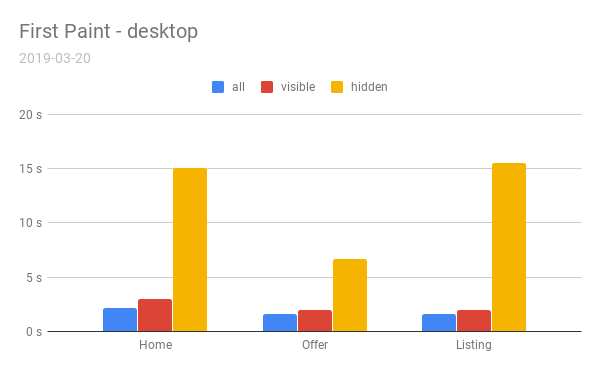 First Paint - desktop
2019-03-20
all visible hidden
20 s
15 s
10 s
5 s
0 s
Home Offer Listing